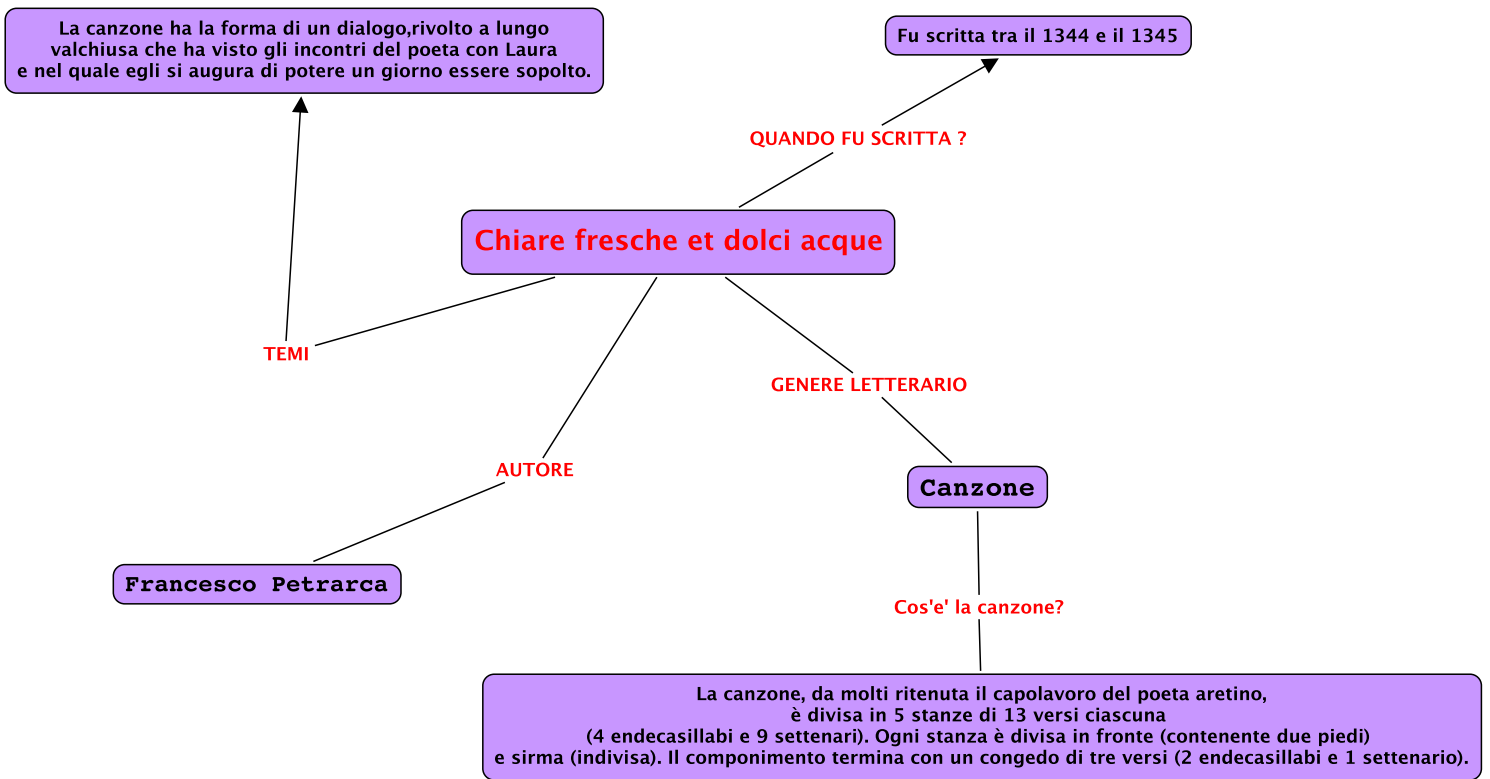 La canzone ha la forma di un dialogo,rivolto a lungo
valchiusa che ha visto gli incontri del poeta con Laura
e nel quale egli si augura di potere un giorno essere sopolto.
Fu scritta tra il 1344 e il 1345
QUANDO FU SCRITTA ?
Chiare fresche et dolci acque
TEMI
GENERE LETTERARIO
AUTORE
Canzone
Francesco Petrarca
Cos'e' la canzone?
La canzone, da molti ritenuta il capolavoro del poeta aretino,
è divisa in 5 stanze di 13 versi ciascuna
(4 endecasillabi e 9 settenari). Ogni stanza è divisa in fronte (contenente due piedi)
e sirma (indivisa). Il componimento termina con un congedo di tre versi (2 endecasillabi e 1 settenario).